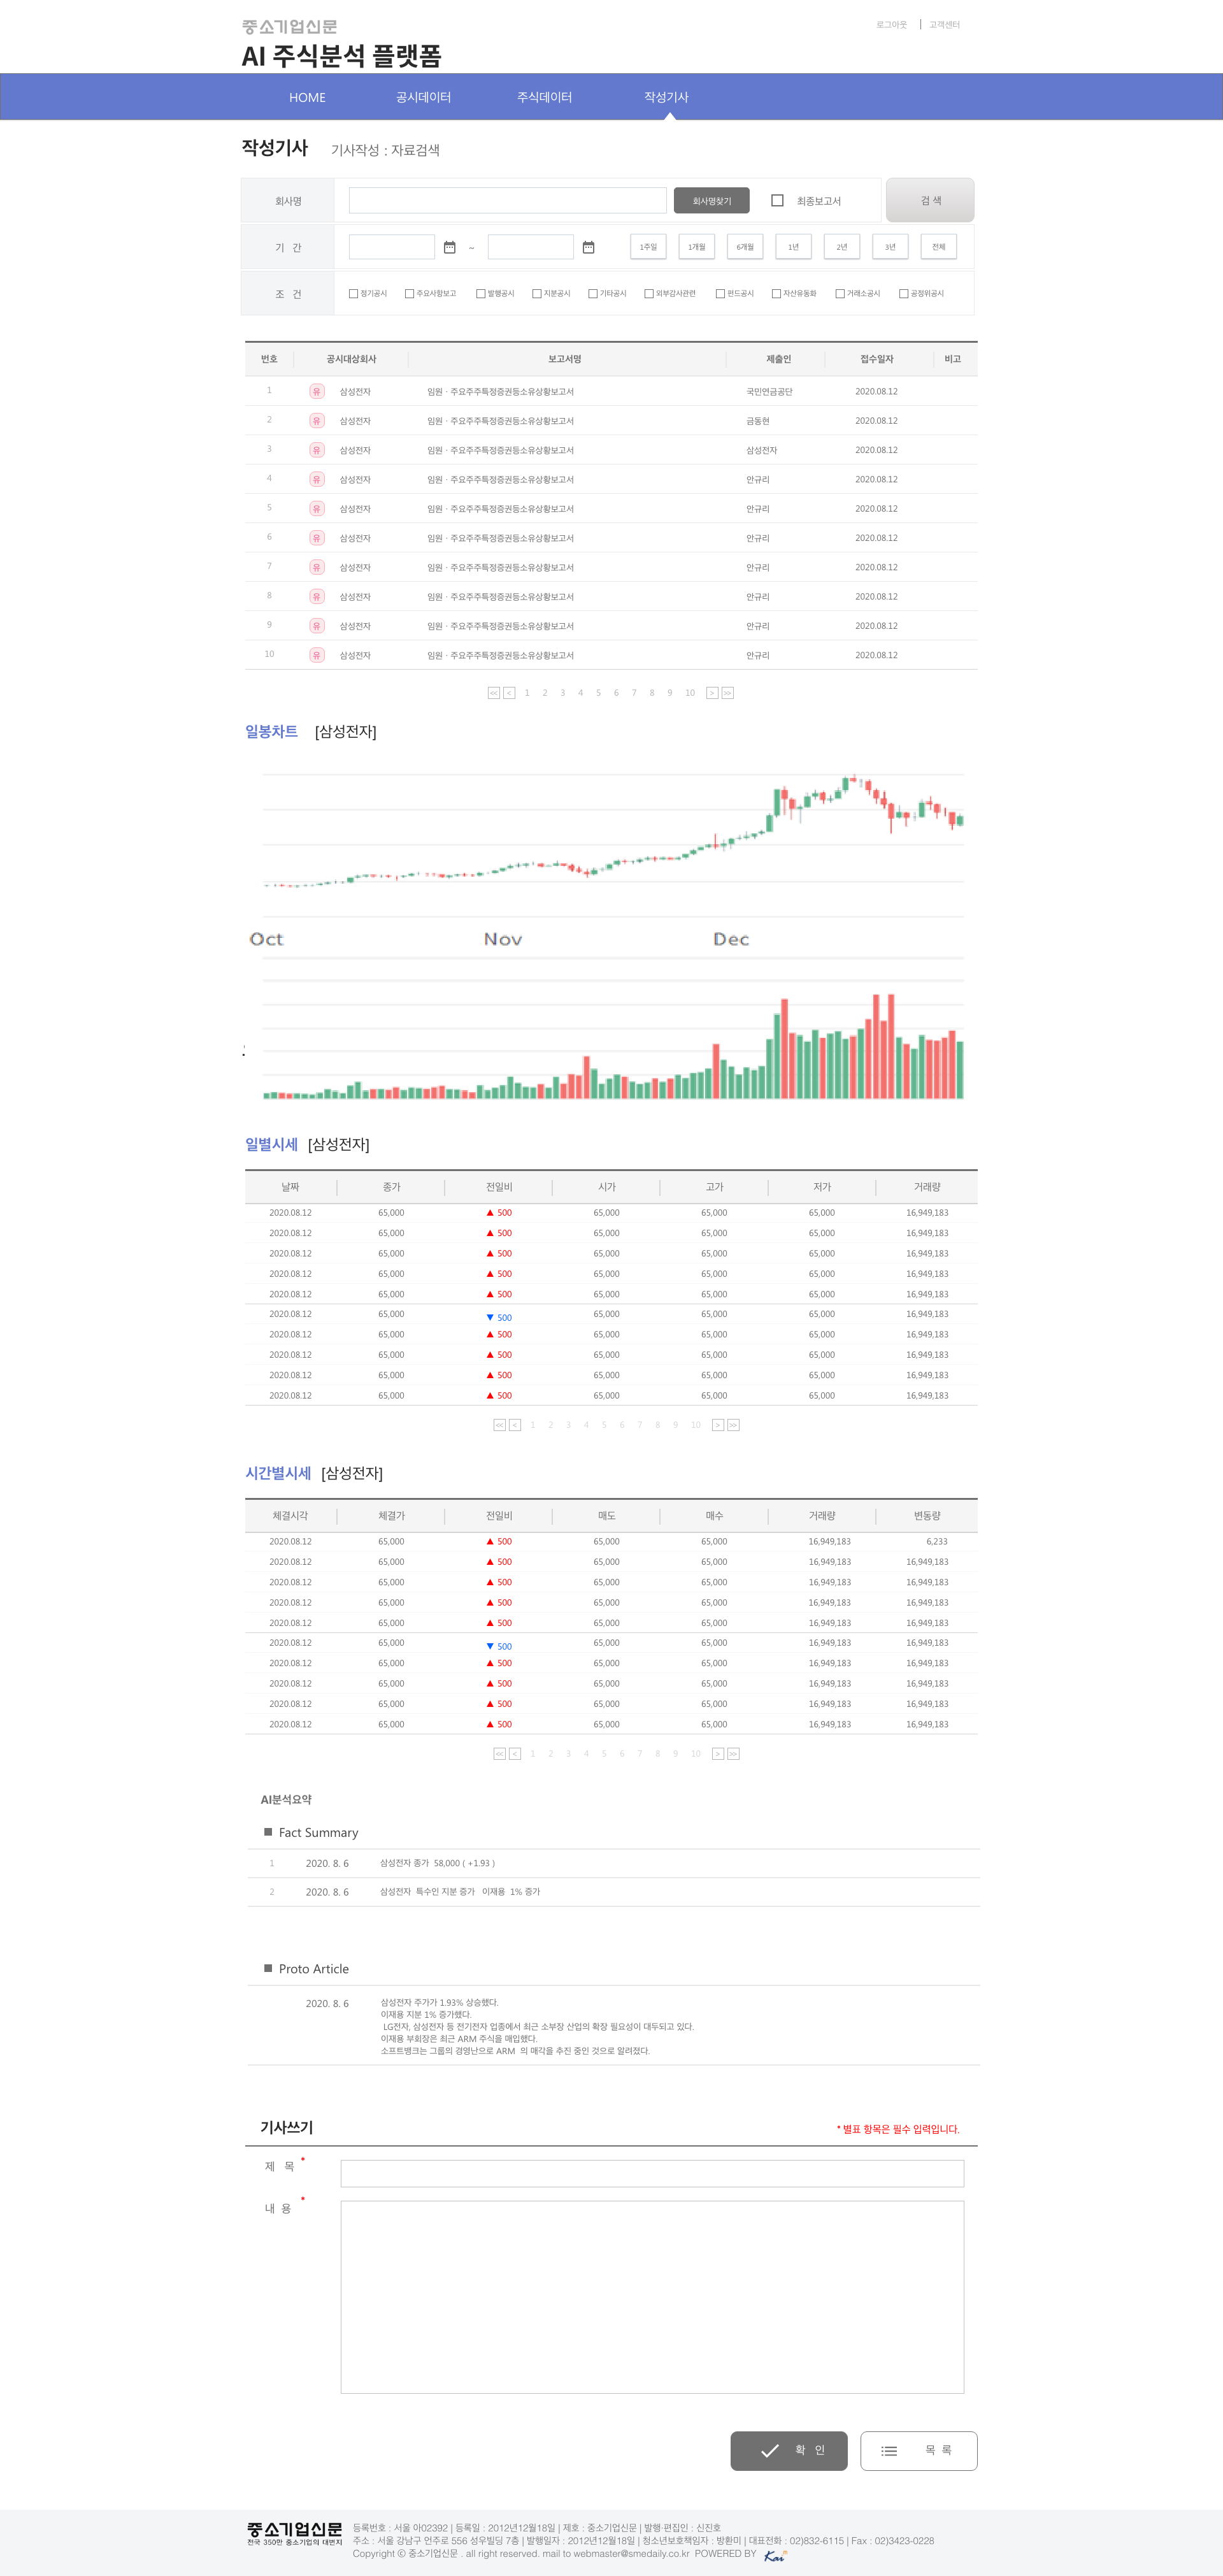 중소기업신문
로그아웃 | 고객센터
AI 주식분석 플랫폼
HOME 공시데이터 주식데이터 작성기사
작성기사 기사작성 : 자료검색
회사명 회사명찾기 최종보고서 검 색
기 간 ~ 1주일 1개월 6개월 1년 2년 3년 전체
조 건 정기공시 주요사항보고 발행공시 지분공시 기타공시 외부감사관련 펀드공시 자산유동화 거래소공시 공정위공시
번호 공시대상회사 보고서명 제출인 접수일자 비고
1 유 삼성전자 임원 · 주요주주특정증권등소유상황보고서 국민연금공단 2020.08.12
2 유 삼성전자 임원 · 주요주주특정증권등소유상황보고서 금동현 2020.08.12
3 유 삼성전자 임원 · 주요주주특정증권등소유상황보고서 삼성전자 2020.08.12
4 유 삼성전자 임원 · 주요주주특정증권등소유상황보고서 안규리 2020.08.12
5 유 삼성전자 임원 · 주요주주특정증권등소유상황보고서 안규리 2020.08.12
6 유 삼성전자 임원 · 주요주주특정증권등소유상황보고서 안규리 2020.08.12
7 유 삼성전자 임원 · 주요주주특정증권등소유상황보고서 안규리 2020.08.12
8 유 삼성전자 임원 · 주요주주특정증권등소유상황보고서 안규리 2020.08.12
9 유 삼성전자 임원 · 주요주주특정증권등소유상황보고서 안규리 2020.08.12
10 유 삼성전자 임원 · 주요주주특정증권등소유상황보고서 안규리 2020.08.12
<< < 1 2 3 4 5 6 7 8 9 10 > >>
일봉차트 [삼성전자]
Oct Nov Dec
일별시세 [삼성전자]
날짜 종가 전일비 시가 고가 저가 거래량
2020.08.12 65,000 ▲ 500 65,000 65,000 65,000 16,949,183
2020.08.12 65,000 ▲ 500 65,000 65,000 65,000 16,949,183
2020.08.12 65,000 ▲ 500 65,000 65,000 65,000 16,949,183
2020.08.12 65,000 ▲ 500 65,000 65,000 65,000 16,949,183
2020.08.12 65,000 ▲ 500 65,000 65,000 65,000 16,949,183
2020.08.12 65,000 ▼ 500 65,000 65,000 65,000 16,949,183
2020.08.12 65,000 ▲ 500 65,000 65,000 65,000 16,949,183
2020.08.12 65,000 ▲ 500 65,000 65,000 65,000 16,949,183
2020.08.12 65,000 ▲ 500 65,000 65,000 65,000 16,949,183
2020.08.12 65,000 ▲ 500 65,000 65,000 65,000 16,949,183
<< < 1 2 3 4 5 6 7 8 9 10 > >>
시간별시세 [삼성전자]
체결시각 체결가 전일비 매도 매수 거래량 변동량
2020.08.12 65,000 ▲ 500 65,000 65,000 16,949,183 6,233
2020.08.12 65,000 ▲ 500 65,000 65,000 16,949,183 16,949,183
2020.08.12 65,000 ▲ 500 65,000 65,000 16,949,183 16,949,183
2020.08.12 65,000 ▲ 500 65,000 65,000 16,949,183 16,949,183
2020.08.12 65,000 ▲ 500 65,000 65,000 16,949,183 16,949,183
2020.08.12 65,000 ▼ 500 65,000 65,000 16,949,183 16,949,183
2020.08.12 65,000 ▲ 500 65,000 65,000 16,949,183 16,949,183
2020.08.12 65,000 ▲ 500 65,000 65,000 16,949,183 16,949,183
2020.08.12 65,000 ▲ 500 65,000 65,000 16,949,183 16,949,183
2020.08.12 65,000 ▲ 500 65,000 65,000 16,949,183 16,949,183
<< < 1 2 3 4 5 6 7 8 9 10 > >>
AI분석요약
■ Fact Summary
1 2020. 8. 6 삼성전자 종가 58,000 ( +1.93 )
2 2020. 8. 6 삼성전자 특수인 지분 증가 이재용 1% 증가
■ Proto Article
2020. 8. 6 삼성전자 주가가 1.93% 상승했다.
이재용 지분 1% 증가했다.
LG전자, 삼성전자 등 전기전자 업종에서 최근 소부장 산업의 확장 필요성이 대두되고 있다.
이재용 부회장은 최근 ARM 주식을 매입했다.
소프트뱅크는 그룹의 경영난으로 ARM 의 매각을 추진 중인 것으로 알려졌다.
기사쓰기 * 별표 항목은 필수 입력입니다.
제 목 *
내 용 *
확 인 목 록
중소기업신문
전국 350만 중소기업의 대변지
등록번호 : 서울 아02392 | 등록일 : 2012년12월18일 | 제호 : 중소기업신문 | 발행·편집인 : 신진호
주소 : 서울 강남구 언주로 556 성우빌딩 7층 | 발행일자 : 2012년12월18일 | 청소년보호책임자 : 방환미 | 대표전화 : 02)832-6115 | Fax : 02)3423-0228
Copyright ⓒ 중소기업신문 . all right reserved. mail to webmaster@smedaily.co.kr POWERED BY Kai